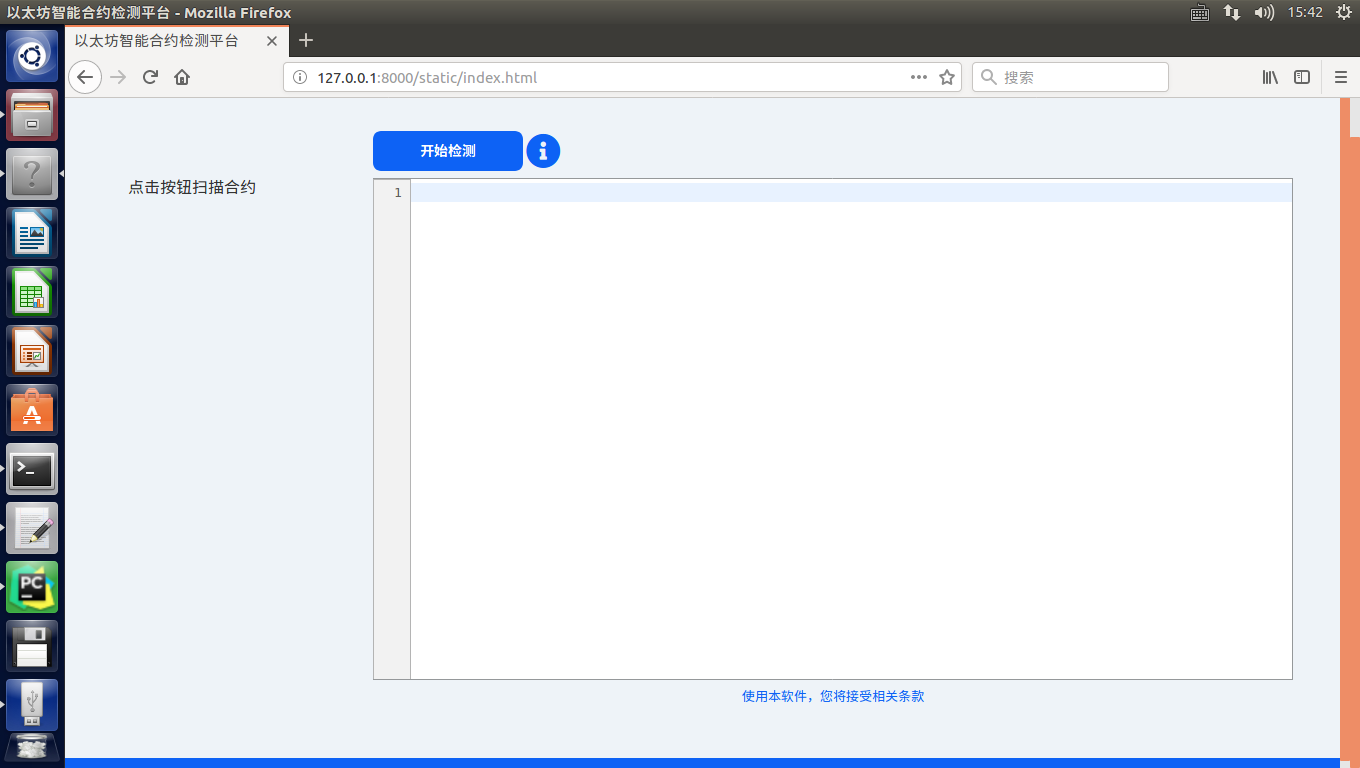 以太坊智能合约检测平台 - Mozilla Firefox
15:42
以太坊智能合约检测平台
127.0.0.1:8000/static/index.html
搜索
开始检测
点击按钮扫描合约
1
使用本软件，您将接受相关条款
PC